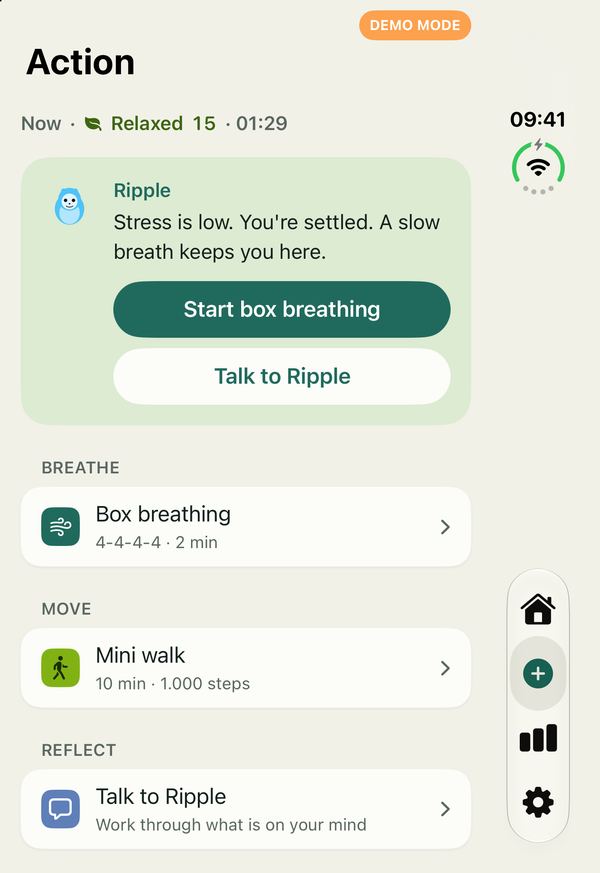 DEMO MODE
Action
Now · Relaxed 15 · 01:29
09:41
Ripple
Stress is low. You're settled. A slow
breath keeps you here.
Start box breathing
Talk to Ripple
BREATHE
Box breathing
4-4-4-4 · 2 min
MOVE
Mini walk
10 min · 1.000 steps
REFLECT
Talk to Ripple
Work through what is on your mind